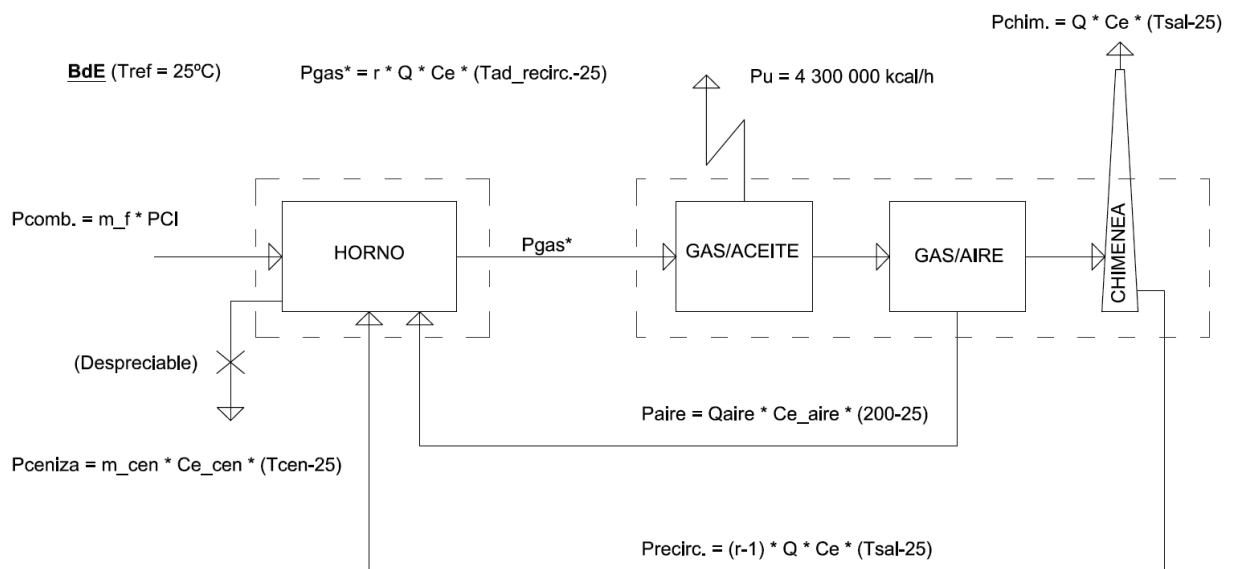 Pchim. = Q * Ce * (Tsal-25)
BdE (Tref = 25ºC)
Pgas* = r * Q * Ce * (Tad_recirc.-25)
Pu = 4 300 000 kcal/h
Pcomb. = m_f * PCI
HORNO
Pgas*
GAS/ACEITE
GAS/AIRE
CHIMENEA
(Despreciable)
Paire = Qaire * Ce_aire * (200-25)
Pceniza = m_cen * Ce_cen * (Tcen-25)
Precirc. = (r-1) * Q * Ce * (Tsal-25)